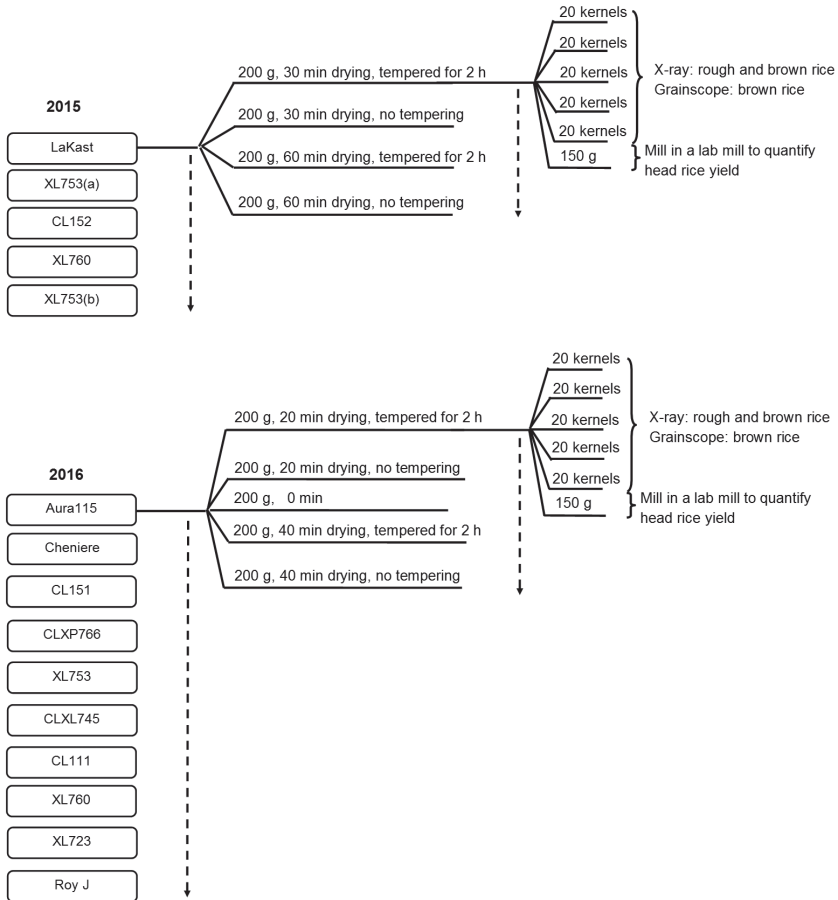 2015
LaKast
XL753(a)
CL152
XL760
XL753(b)
200 g, 30 min drying, tempered for 2 h
200 g, 30 min drying, no tempering
200 g, 60 min drying, tempered for 2 h
200 g, 60 min drying, no tempering
20 kernels
20 kernels
20 kernels
20 kernels
20 kernels
150 g
X-ray: rough and brown rice
Grainscope: brown rice
Mill in a lab mill to quantify
head rice yield
2016
Aura115
Cheniere
CL151
CLXP766
XL753
CLXL745
CL111
XL760
XL723
Roy J
200 g, 20 min drying, tempered for 2 h
200 g, 20 min drying, no tempering
200 g, 0 min
200 g, 40 min drying, tempered for 2 h
200 g, 40 min drying, no tempering
20 kernels
20 kernels
20 kernels
20 kernels
20 kernels
150 g
X-ray: rough and brown rice
Grainscope: brown rice
Mill in a lab mill to quantify
head rice yield